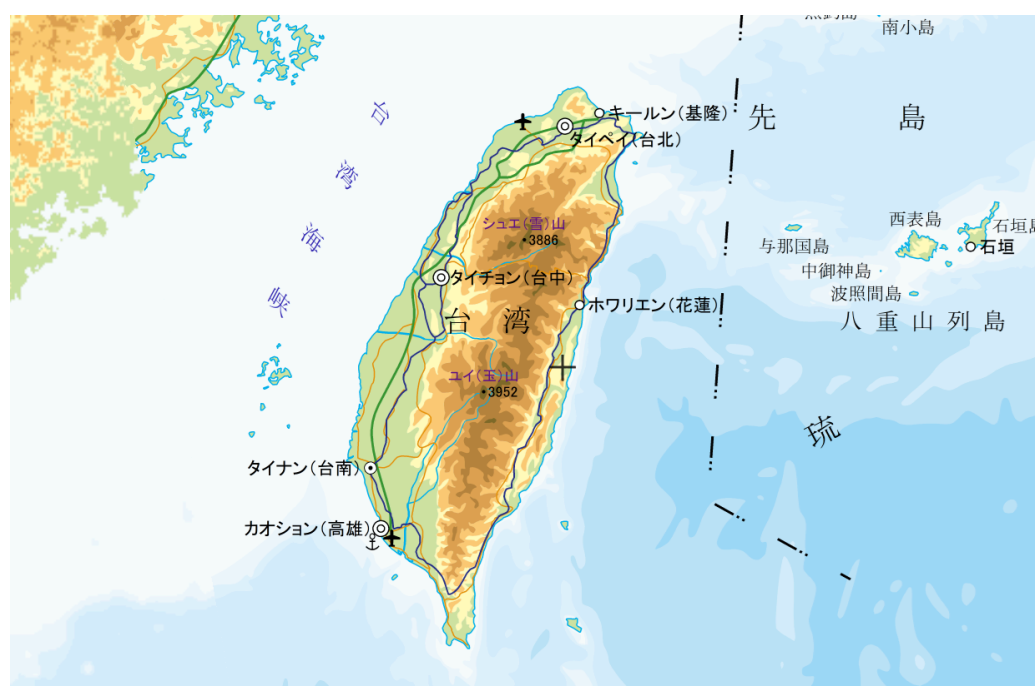 南小島
台湾海峡
キールン(基隆)
タイペイ(台北)
先島
シュエ(雪)山
3886
西表島
石垣島
石垣
与那国島
中御神島
波照間島
八重山列島
タイチョン(台中)
ホワリエン(花蓮)
台湾
ユイ(玉)山
3952
琉
タイナン(台南)
カオション(高雄)